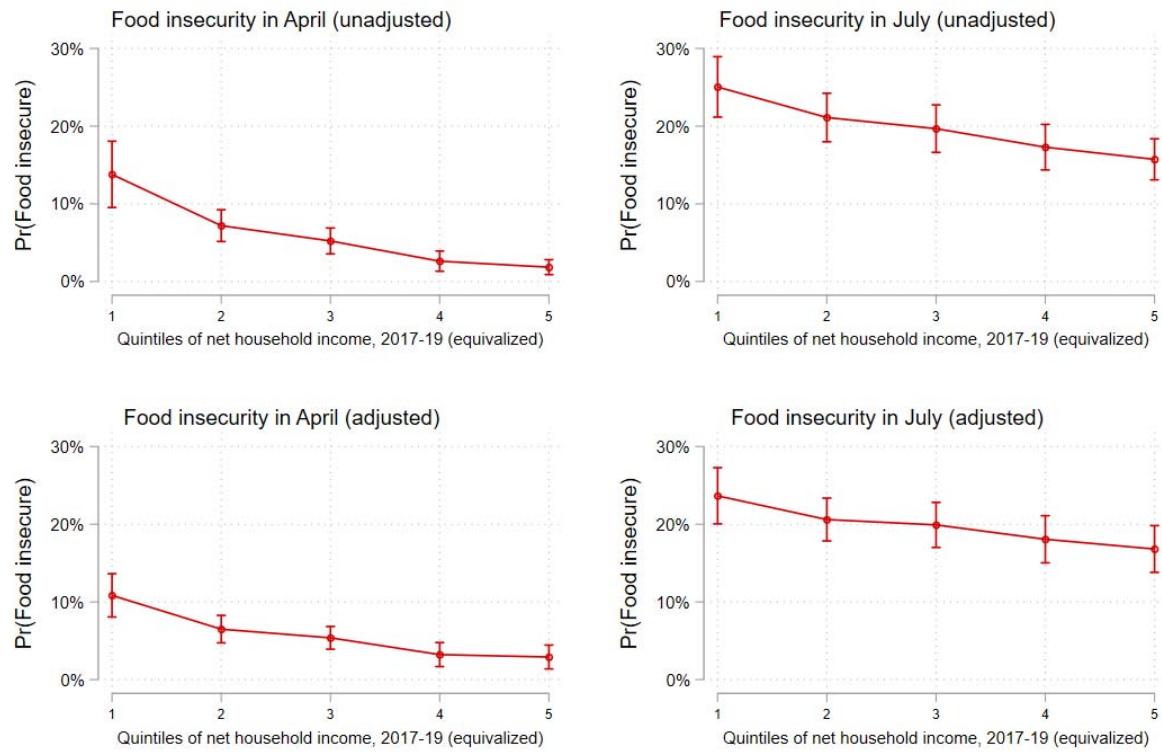 Food insecurity in April (unadjusted)
30%
20%
10%
0%
Pr(Food insecure)
1 2 3 4 5
Quintiles of net household income, 2017-19 (equivalized)
Food insecurity in July (unadjusted)
30%
20%
10%
0%
Pr(Food insecure)
1 2 3 4 5
Quintiles of net household income, 2017-19 (equivalized)
Food insecurity in April (adjusted)
30%
20%
10%
0%
Pr(Food insecure)
1 2 3 4 5
Quintiles of net household income, 2017-19 (equivalized)
Food insecurity in July (adjusted)
30%
20%
10%
0%
Pr(Food insecure)
1 2 3 4 5
Quintiles of net household income, 2017-19 (equivalized)